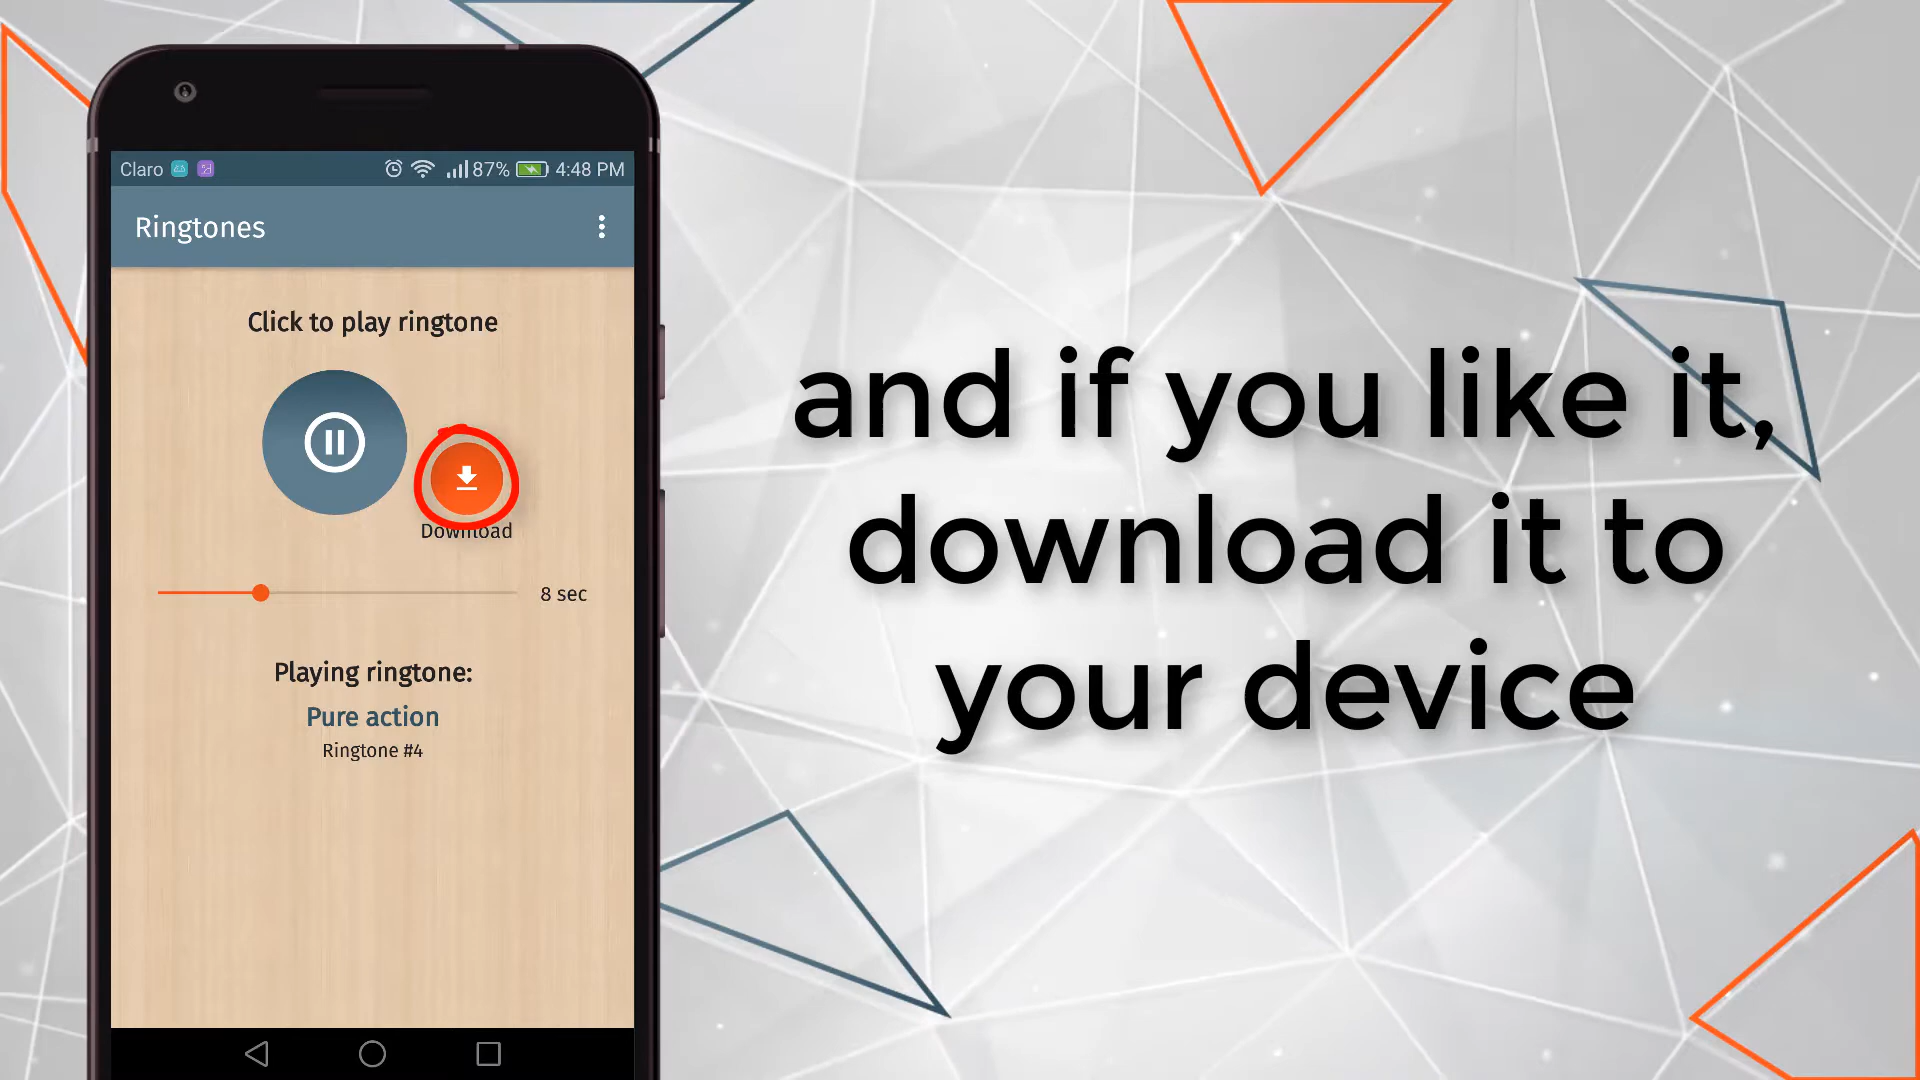 Claro 87% 4:48 PM
Ringtones
Click to play ringtone
Download
8 sec
Playing ringtone:
Pure action
Ringtone #4
and if you like it,
download it to
your device